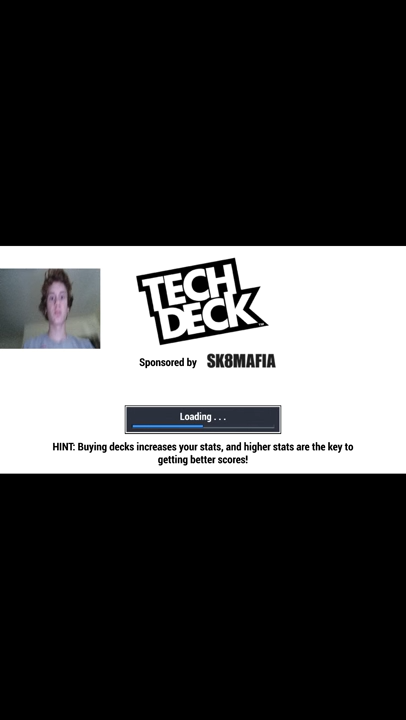 TECH
DECK
Sponsored by SK8MAFIA
Loading . . .
HINT: Buying decks increases your stats, and higher stats are the key to
getting better scores!